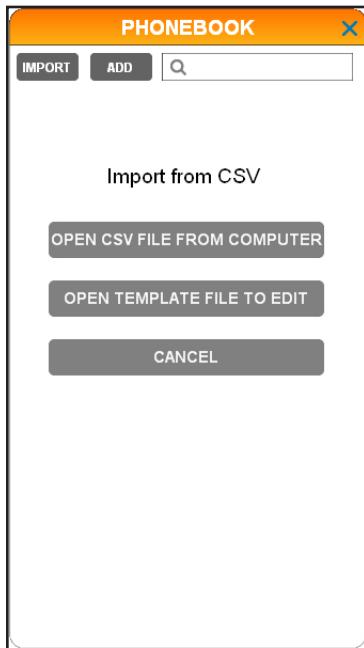 PHONEBOOK
IMPORT ADD
Import from CSV
OPEN CSV FILE FROM COMPUTER
OPEN TEMPLATE FILE TO EDIT
CANCEL